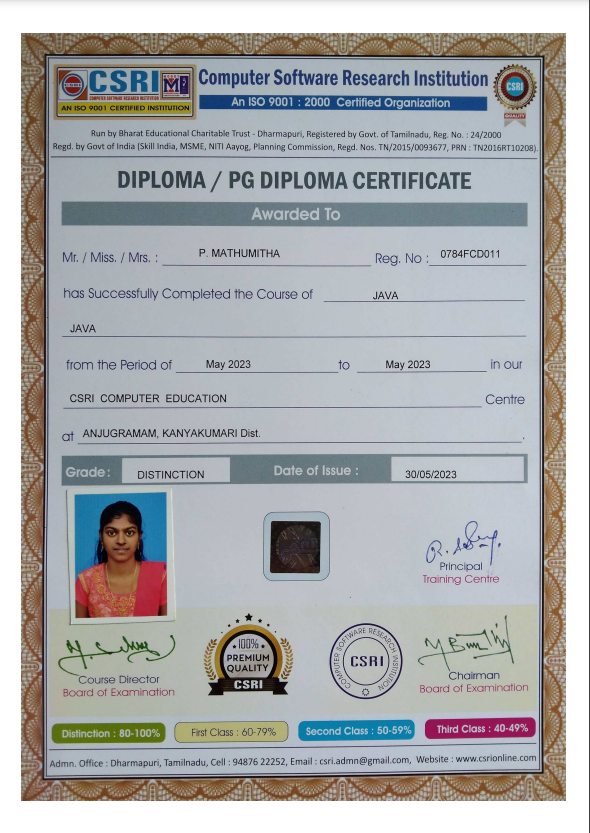 CSRI
COMPUTER SOFTWARE RESEARCH INSTITUTION
AN ISO 9001 CERTIFIED INSTITUTION
Computer Software Research Institution
An ISO 9001 : 2000 Certified Organization
CSRI
QUALITY
Run by Bharat Educational Charitable Trust - Dharmapuri, Registered by Govt. of Tamilnadu, Reg. No. : 24/2000
Regd. by Govt of India (Skill India, MSME, NITI Aayog, Planning Commission, Regd. Nos. TN/2015/0093677, PRN : TN2016RT10208).
DIPLOMA / PG DIPLOMA CERTIFICATE
Awarded To
Mr. / Miss. / Mrs. : P. MATHUMITHA Reg. No : 0784FCD011
has Successfully Completed the Course of JAVA
JAVA
from the Period of May 2023 to May 2023 in our
CSRI COMPUTER EDUCATION Centre
at ANJUGRAMAM, KANYAKUMARI Dist. .
Grade : DISTINCTION Date of Issue : 30/05/2023
Principal
Training Centre
Course Director
Board of Examination
100%
PREMIUM
QUALITY
CSRI
COMPUTER SOFTWARE RESEARCH INSTITUTION
CSRI
Chairman
Board of Examination
Distinction : 80-100% First Class : 60-79% Second Class : 50-59% Third Class : 40-49%
Admn. Office : Dharmapuri, Tamilnadu, Cell : 94876 22252, Email : csri.admn@gmail.com, Website : www.csrionline.com